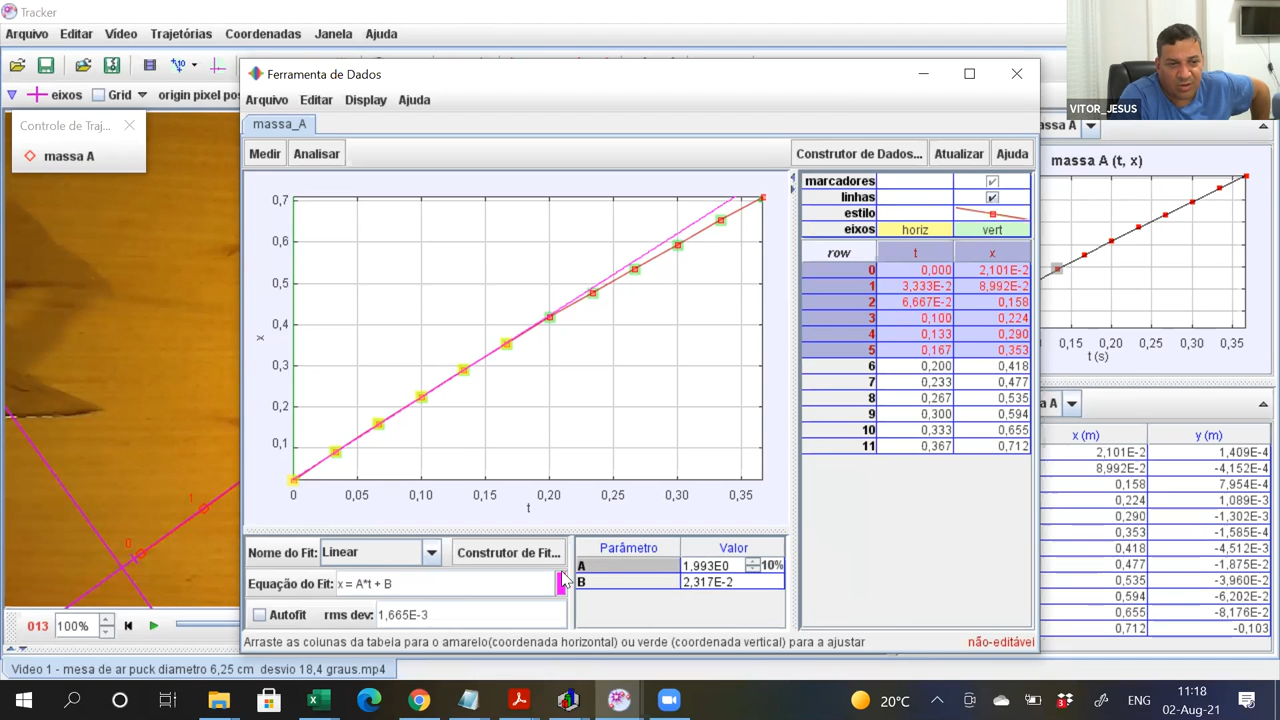 Tracker
Arquivo Editar Vídeo Trajetórias Coordenadas Janela Ajuda
eixos Grid origin pixel pos
Controle de Traj...
massa A
Ferramenta de Dados
Arquivo Editar Display Ajuda
massa_A
Medir Analisar Construtor de Dados... Atualizar Ajuda
0,7
0,6
0,5
0,4
0,3
0,2
0,1
x
0 0,05 0,10 0,15 0,20 0,25 0,30 0,35
t
marcadores
linhas
estilo
eixos horiz vert
row t x
0 0,000 2,101E-2
1 3,333E-2 8,992E-2
2 6,667E-2 0,158
3 0,100 0,224
4 0,133 0,290
5 0,167 0,353
6 0,200 0,418
7 0,233 0,477
8 0,267 0,535
9 0,300 0,594
10 0,333 0,655
11 0,367 0,712
Nome do Fit: Linear Construtor de Fit...
Equação do Fit: x = A*t + B
Autofit rms dev: 1,665E-3
Parâmetro Valor
A 1,993E0 10%
B 2,317E-2
Arraste as colunas da tabela para o amarelo(coordenada horizontal) ou verde (coordenada vertical) para a ajustar não-editável
VITOR_JESUS
assa A
massa A (t, x)
0,15 0,20 0,25 0,30 0,35
t (s)
a A
x (m) y (m)
2,101E-2 1,409E-4
8,992E-2 -4,152E-4
0,158 7,954E-4
0,224 1,089E-3
0,290 -1,302E-3
0,353 -1,585E-4
0,418 -4,512E-3
0,477 -1,875E-2
0,535 -3,960E-2
0,594 -6,202E-2
0,655 -8,176E-2
0,712 -0,103
1
0
013 100%
Vídeo 1 - mesa de ar puck diametro 6,25 cm desvio 18,4 graus.mp4
20°C ENG 11:18
02-Aug-21